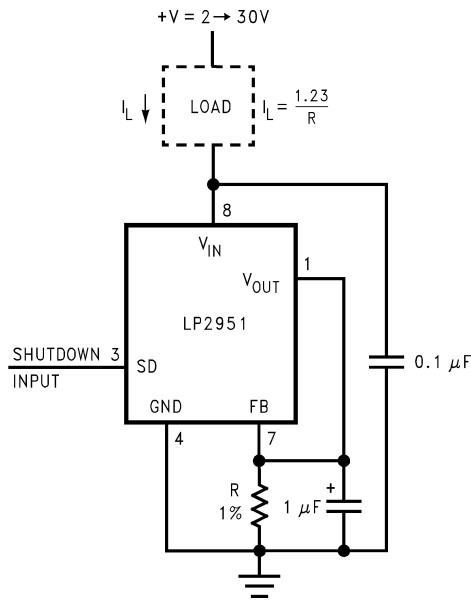 +V = 2 → 30V
I_L ↓ LOAD I_L = 1.23/R
8
V_IN
1
V_OUT
LP2951
SHUTDOWN 3
INPUT
SD
0.1 μF
GND FB
4 7
R
1%
+
1 μF